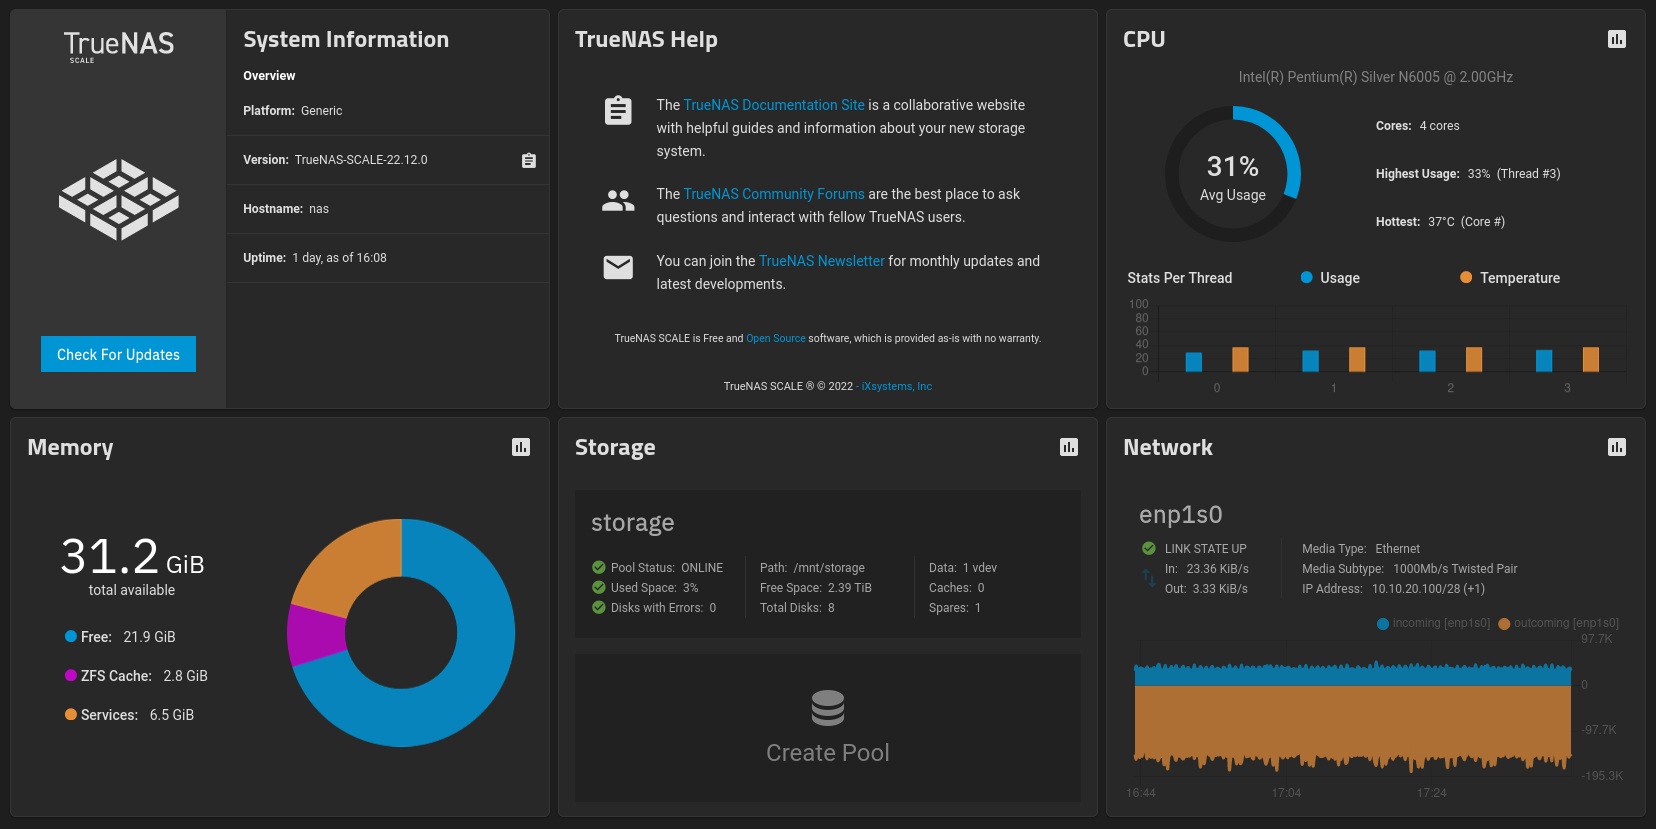 TrueNAS
SCALE
Check For Updates
System Information
Overview
Platform: Generic
Version: TrueNAS-SCALE-22.12.0
Hostname: nas
Uptime: 1 day, as of 16:08
TrueNAS Help
The TrueNAS Documentation Site is a collaborative website
with helpful guides and information about your new storage
system.
The TrueNAS Community Forums are the best place to ask
questions and interact with fellow TrueNAS users.
You can join the TrueNAS Newsletter for monthly updates and
latest developments.
TrueNAS SCALE is Free and Open Source software, which is provided as-is with no warranty.
TrueNAS SCALE ® © 2022 - iXsystems, Inc
CPU
Intel(R) Pentium(R) Silver N6005 @ 2.00GHz
31%
Avg Usage
Cores: 4 cores
Highest Usage: 33% (Thread #3)
Hottest: 37°C (Core #)
Stats Per Thread Usage Temperature
100
80
60
40
20
0
0 1 2 3
Memory
31.2 GiB
total available
Free: 21.9 GiB
ZFS Cache: 2.8 GiB
Services: 6.5 GiB
Storage
storage
Pool Status: ONLINE Path: /mnt/storage Data: 1 vdev
Used Space: 3% Free Space: 2.39 TiB Caches: 0
Disks with Errors: 0 Total Disks: 8 Spares: 1
Create Pool
Network
enp1s0
LINK STATE UP Media Type: Ethernet
In: 23.36 KiB/s Media Subtype: 1000Mb/s Twisted Pair
Out: 3.33 KiB/s IP Address: 10.10.20.100/28 (+1)
incoming [enp1s0] outcoming [enp1s0]
97.7K
0
-97.7K
-195.3K
16:44 17:04 17:24